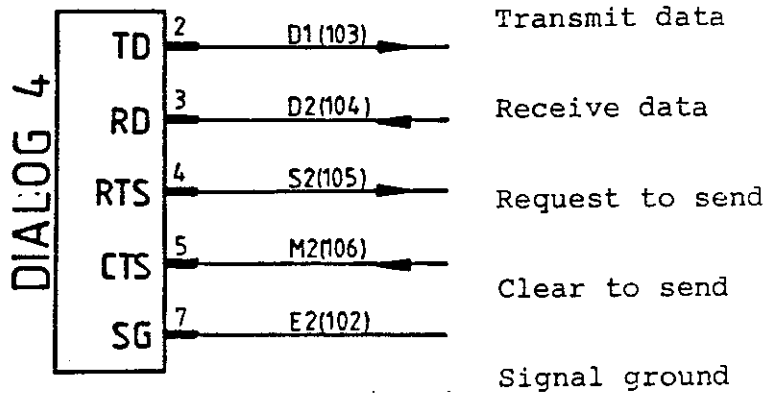 DIALOG 4
TD 2 D1(103) Transmit data
RD 3 D2(104) Receive data
RTS 4 S2(105) Request to send
CTS 5 M2(106) Clear to send
SG 7 E2(102) Signal ground